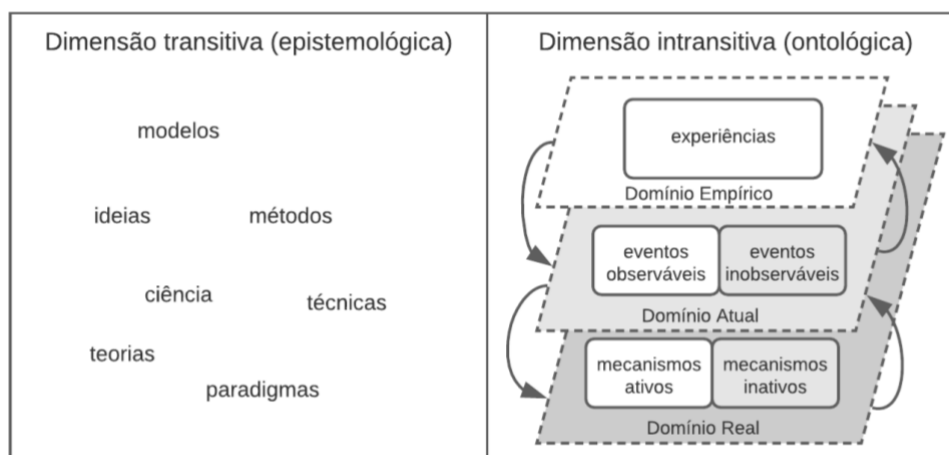 Dimensão transitiva (epistemológica)
modelos
ideias
métodos
ciência
técnicas
teorias
paradigmas
Dimensão intransitiva (ontológica)
experiências
Domínio Empírico
eventos
observáveis
eventos
inobserváveis
Domínio Atual
mecanismos
ativos
mecanismos
inativos
Domínio Real